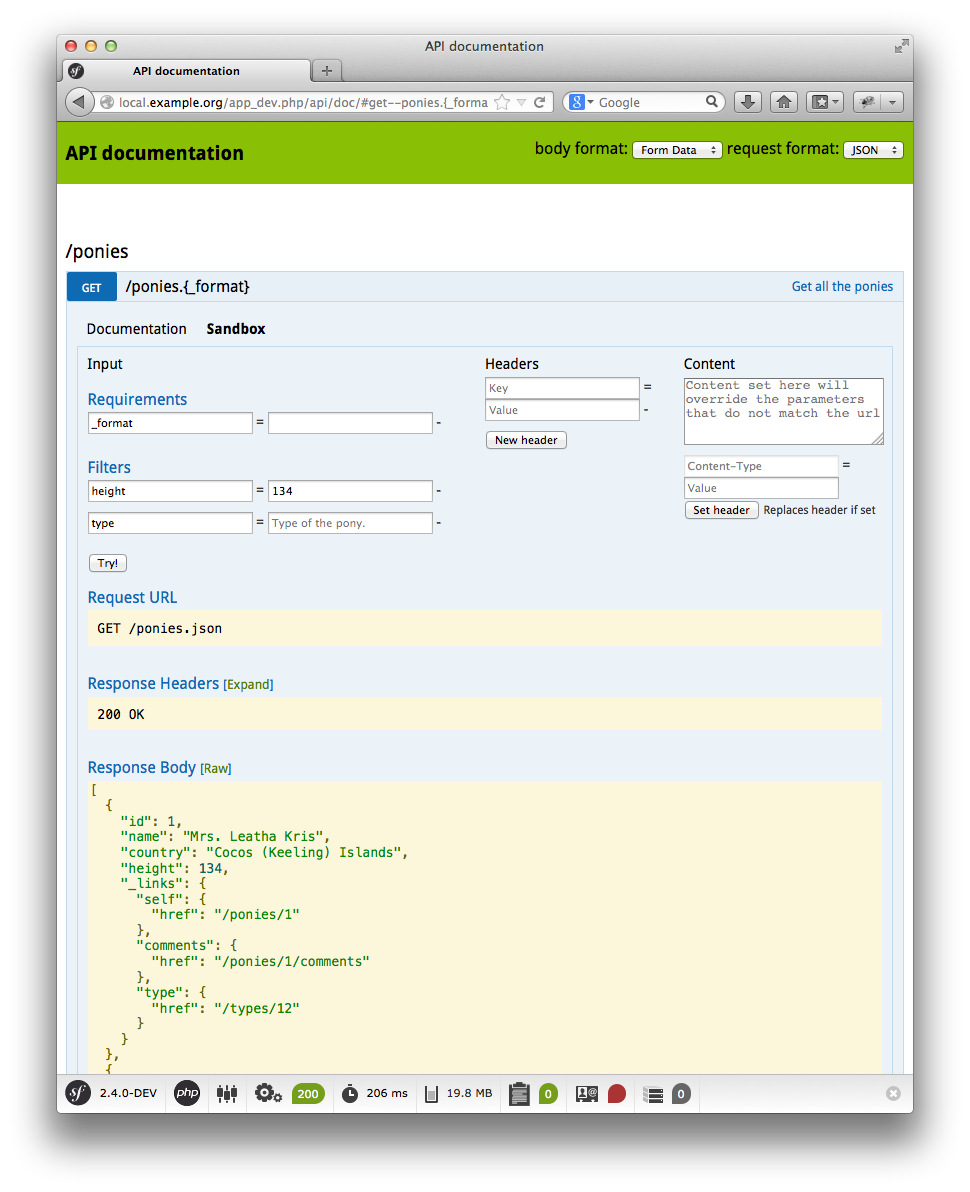 API documentation
API documentation
local.example.org/app_dev.php/api/doc/#get--ponies.{_forma
Google
API documentation
body format: Form Data request format: JSON
/ponies
GET /ponies.{_format} Get all the ponies
Documentation Sandbox
Input
Requirements
_format = -
Filters
height = 134 -
type = Type of the pony. -
Try!
Headers
Key =
Value -
New header
Content
Content set here will
override the parameters
that do not match the url
Content-Type =
Value
Set header Replaces header if set
Request URL
GET /ponies.json
Response Headers [Expand]
200 OK
Response Body [Raw]
[
{
"id": 1,
"name": "Mrs. Leatha Kris",
"country": "Cocos (Keeling) Islands",
"height": 134,
"_links": {
"self": {
"href": "/ponies/1"
},
"comments": {
"href": "/ponies/1/comments"
},
"type": {
"href": "/types/12"
}
}
},
{
sf 2.4.0-DEV php 200 206 ms 19.8 MB 0 0